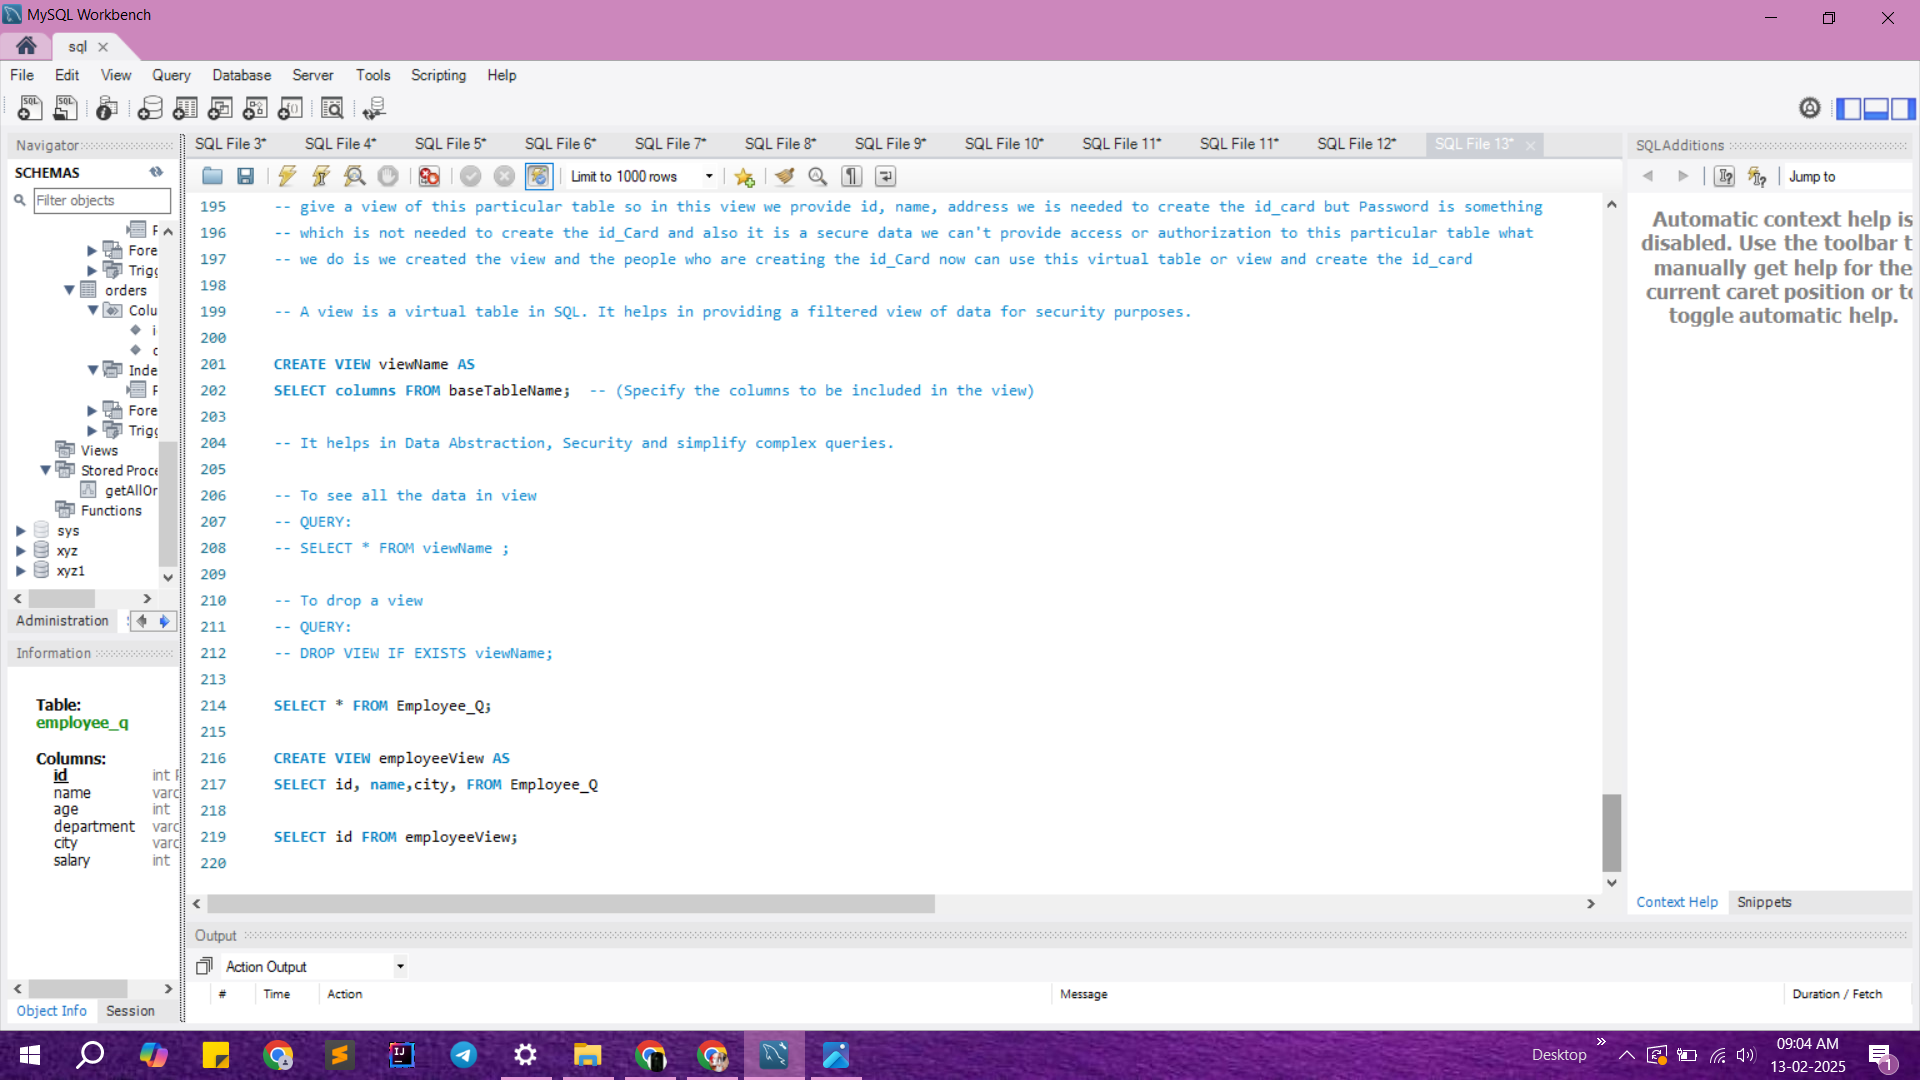 MySQL Workbench
sql
File Edit View Query Database Server Tools Scripting Help
Navigator
SCHEMAS
Filter objects
Fore
Trigg
orders
Colu
Inde
Fore
Trigg
Views
Stored Proce
getAllOr
Functions
sys
xyz
xyz1
Administration
Information
Table:
employee_q
Columns:
id int
name varc
age int
department varc
city varc
salary int
Object Info Session
SQL File 3* SQL File 4* SQL File 5* SQL File 6* SQL File 7* SQL File 8* SQL File 9* SQL File 10* SQL File 11* SQL File 11* SQL File 12* SQL File 13*
Limit to 1000 rows
195 -- give a view of this particular table so in this view we provide id, name, address we is needed to create the id_card but Password is something
196 -- which is not needed to create the id_Card and also it is a secure data we can't provide access or authorization to this particular table what
197 -- we do is we created the view and the people who are creating the id_Card now can use this virtual table or view and create the id_card
198
199 -- A view is a virtual table in SQL. It helps in providing a filtered view of data for security purposes.
200
201 CREATE VIEW viewName AS
202 SELECT columns FROM baseTableName; -- (Specify the columns to be included in the view)
203
204 -- It helps in Data Abstraction, Security and simplify complex queries.
205
206 -- To see all the data in view
207 -- QUERY:
208 -- SELECT * FROM viewName ;
209
210 -- To drop a view
211 -- QUERY:
212 -- DROP VIEW IF EXISTS viewName;
213
214 SELECT * FROM Employee_Q;
215
216 CREATE VIEW employeeView AS
217 SELECT id, name,city, FROM Employee_Q
218
219 SELECT id FROM employeeView;
220
SQLAdditions
Jump to
Automatic context help is
disabled. Use the toolbar t
manually get help for the
current caret position or to
toggle automatic help.
Context Help Snippets
Output
Action Output
# Time Action Message Duration / Fetch
Desktop
09:04 AM
13-02-2025
1